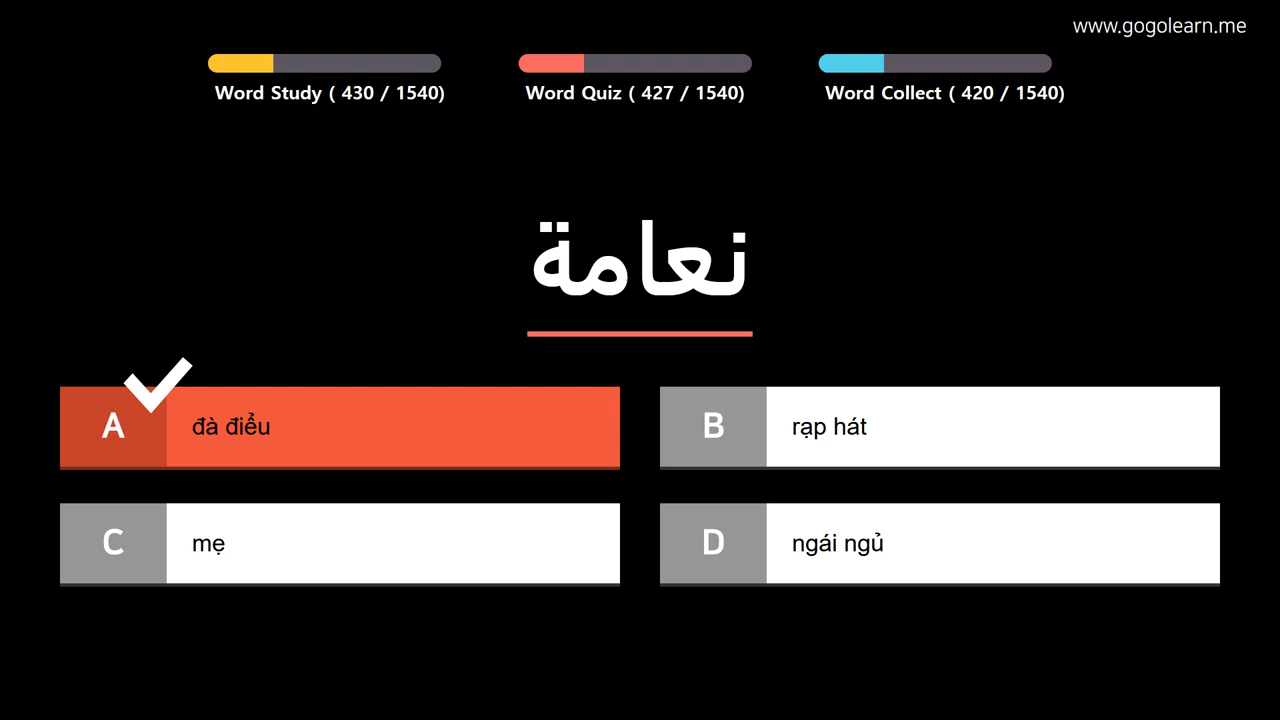 www.gogolearn.me
Word Study ( 430 / 1540)
Word Quiz ( 427 / 1540)
Word Collect ( 420 / 1540)
نعامة
A
đà điểu
B
rạp hát
C
mẹ
D
ngái ngủ